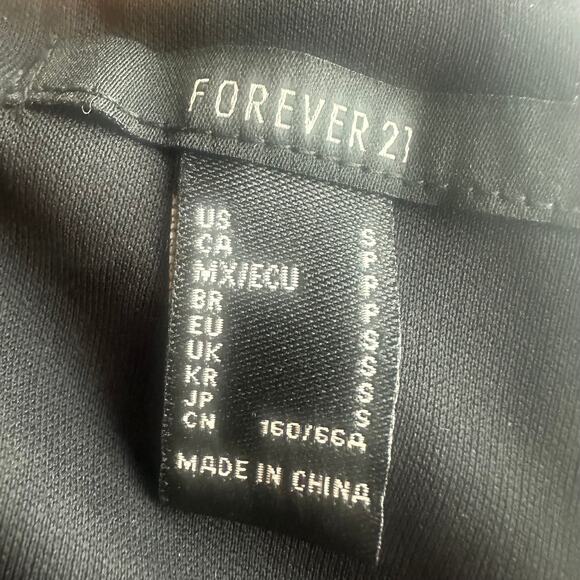 FOREVER 21
US S
CA P
MX/ECU P
BR P
EU S
UK S
KR S
JP S
CN 160/66A
MADE IN CHINA